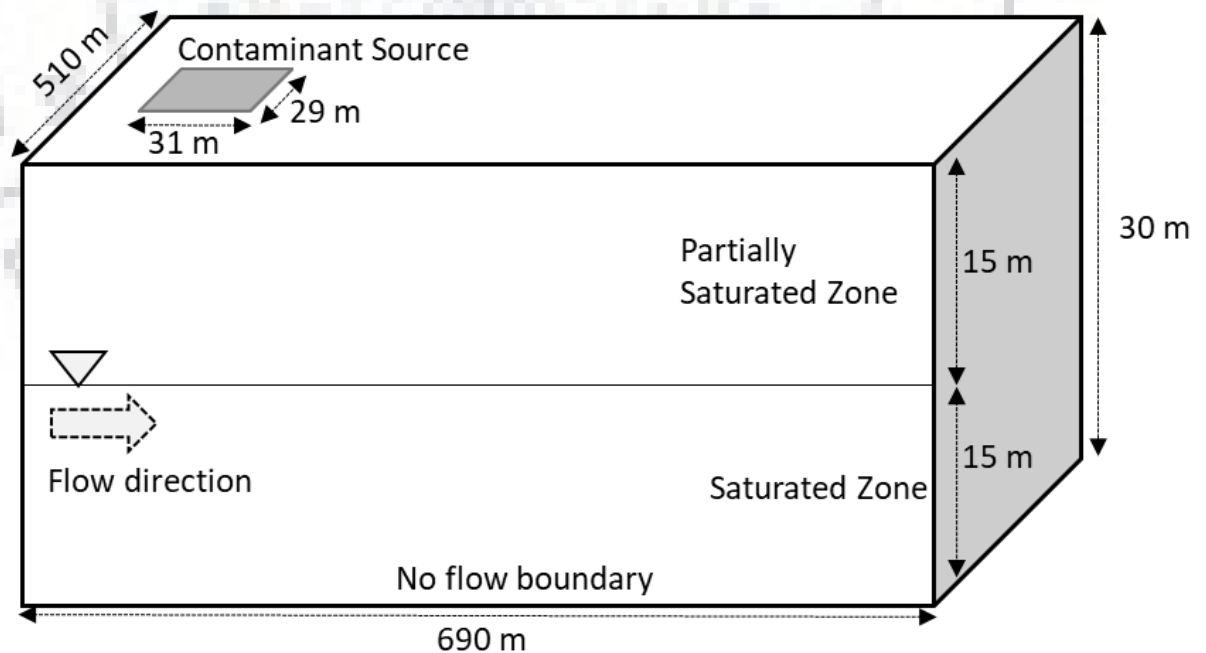 510 m
Contaminant Source
29 m
31 m
30 m
Partially
Saturated Zone
15 m
15 m
Flow direction
Saturated Zone
No flow boundary
690 m